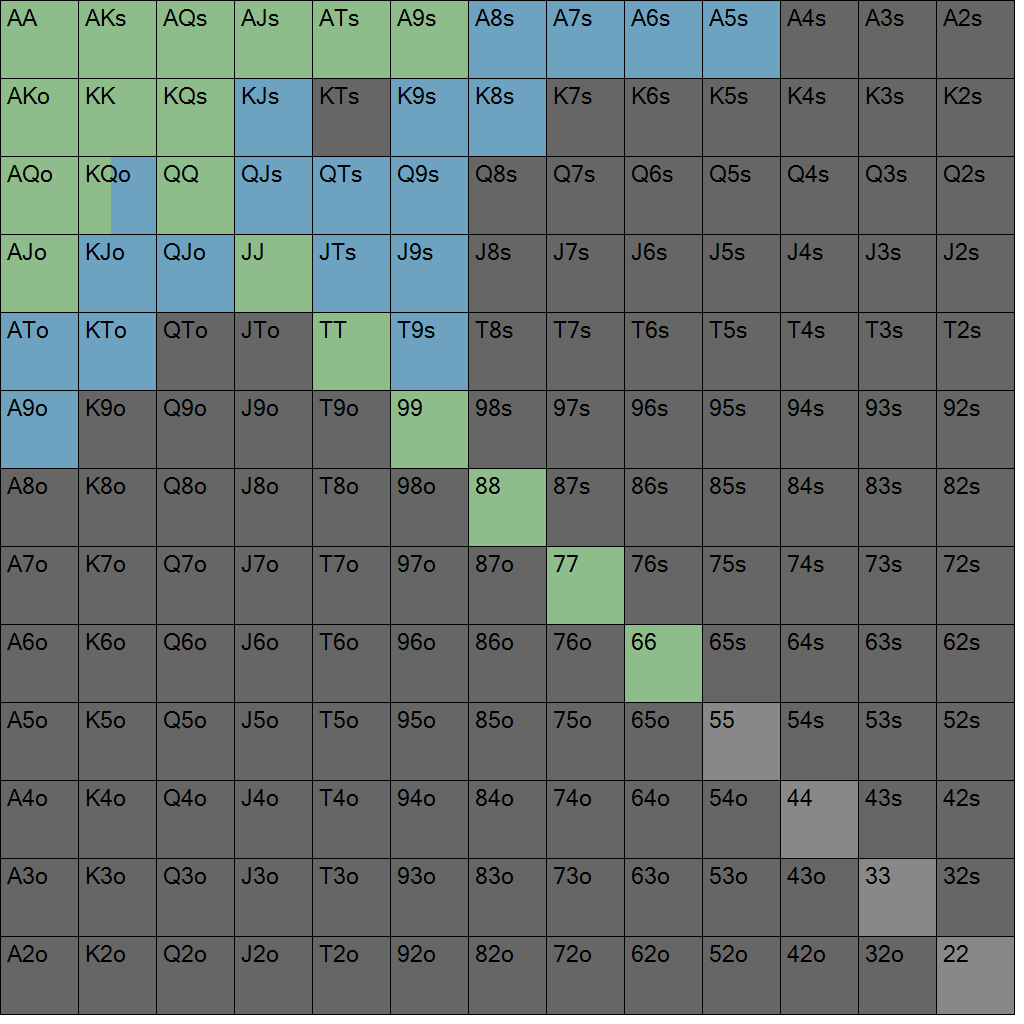 AA AKs AQs AJs ATs A9s A8s A7s A6s A5s A4s A3s A2s
AKo KK KQs KJs KTs K9s K8s K7s K6s K5s K4s K3s K2s
AQo KQo QQ QJs QTs Q9s Q8s Q7s Q6s Q5s Q4s Q3s Q2s
AJo KJo QJo JJ JTs J9s J8s J7s J6s J5s J4s J3s J2s
ATo KTo QTo JTo TT T9s T8s T7s T6s T5s T4s T3s T2s
A9o K9o Q9o J9o T9o 99 98s 97s 96s 95s 94s 93s 92s
A8o K8o Q8o J8o T8o 98o 88 87s 86s 85s 84s 83s 82s
A7o K7o Q7o J7o T7o 97o 87o 77 76s 75s 74s 73s 72s
A6o K6o Q6o J6o T6o 96o 86o 76o 66 65s 64s 63s 62s
A5o K5o Q5o J5o T5o 95o 85o 75o 65o 55 54s 53s 52s
A4o K4o Q4o J4o T4o 94o 84o 74o 64o 54o 44 43s 42s
A3o K3o Q3o J3o T3o 93o 83o 73o 63o 53o 43o 33 32s
A2o K2o Q2o J2o T2o 92o 82o 72o 62o 52o 42o 32o 22